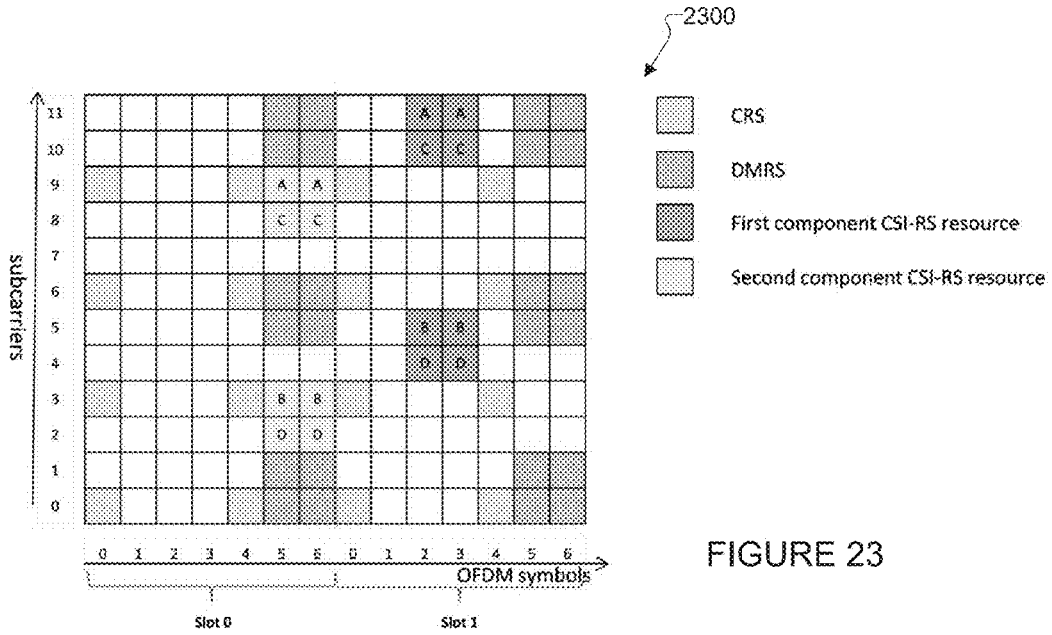 2300
11 A A
10 C C
9 A A
8 C C
7
6
5 B B
4 D D
3 B B
2 D D
1
0
subcarriers
0 1 2 3 4 5 6 0 1 2 3 4 5 6
OFDM symbols
Slot 0 Slot 1
CRS
DMRS
First component CSI-RS resource
Second component CSI-RS resource
FIGURE 23